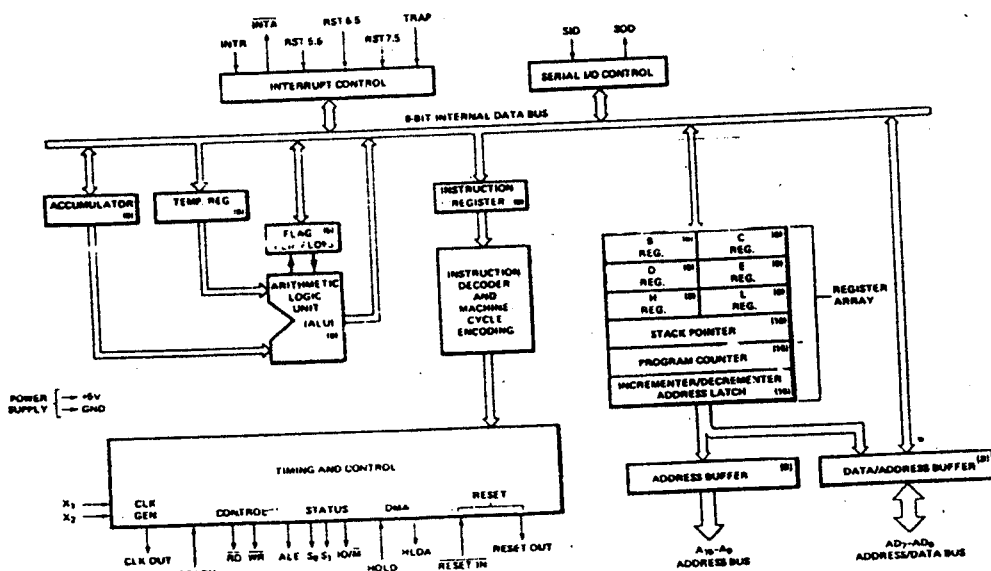 INTR
INTA
RST 5.5
RST 6.5
RST 7.5
TRAP
SID
SOD
INTERRUPT CONTROL
SERIAL I/O CONTROL
8-BIT INTERNAL DATA BUS
ACCUMULATOR
TEMP. REG.
INSTRUCTION
REGISTER
FLAG
ARITHMETIC
LOGIC
UNIT
(ALU)
INSTRUCTION
DECODER
AND
MACHINE
CYCLE
ENCODING
B
REG.
C
REG.
D
REG.
E
REG.
H
REG.
L
REG.
STACK POINTER
PROGRAM COUNTER
INCREMENTER/DECREMENTER
ADDRESS LATCH
REGISTER
ARRAY
POWER
SUPPLY
+5V
GND
TIMING AND CONTROL
X1
X2
CLK
GEN
CONTROL
STATUS
DMA
RESET
CLK OUT
RD
WR
ALE
S0
S1
IO/M
HOLD
HLDA
RESET IN
RESET OUT
ADDRESS BUFFER
DATA/ADDRESS BUFFER
ADDRESS BUS
AD7-AD0
ADDRESS/DATA BUS